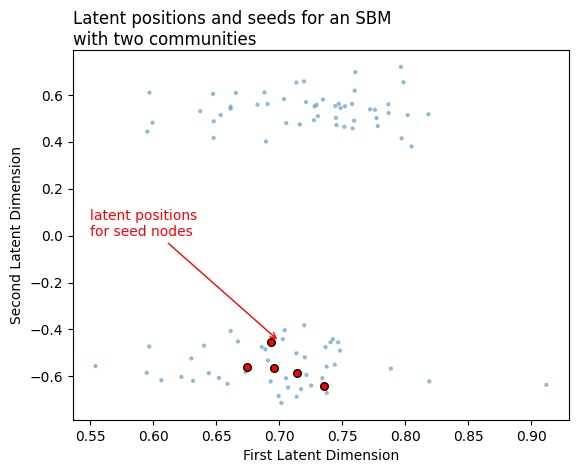 Latent positions and seeds for an SBM
with two communities
Second Latent Dimension
0.6
0.4
0.2
0.0
−0.2
−0.4
−0.6
latent positions
for seed nodes
0.55 0.60 0.65 0.70 0.75 0.80 0.85 0.90
First Latent Dimension